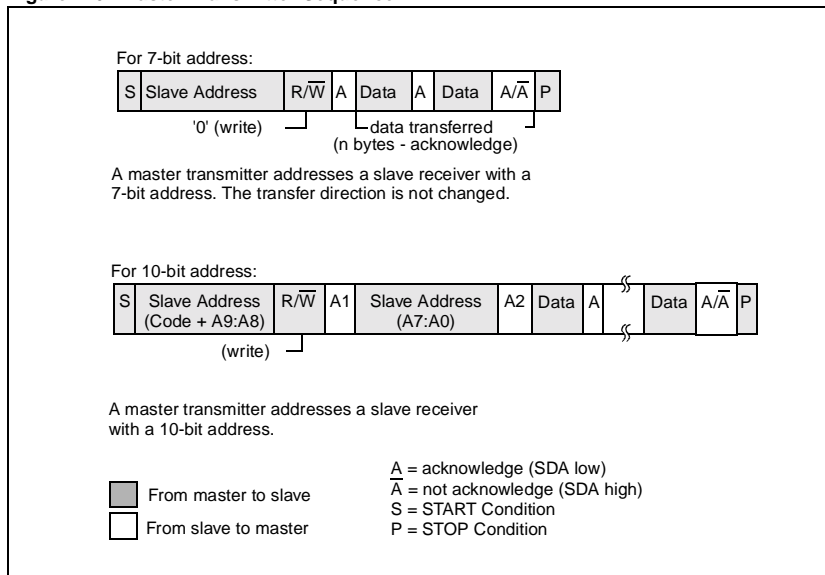 For 7-bit address:
S Slave Address R/W̅ A Data A Data A/A̅ P
'0' (write) data transferred
(n bytes - acknowledge)
A master transmitter addresses a slave receiver with a
7-bit address. The transfer direction is not changed.
For 10-bit address:
S Slave Address R/W̅ A1 Slave Address A2 Data A Data A/A̅ P
(Code + A9:A8) (A7:A0)
(write)
A master transmitter addresses a slave receiver
with a 10-bit address.
From master to slave
From slave to master
A = acknowledge (SDA low)
A̅ = not acknowledge (SDA high)
S = START Condition
P = STOP Condition